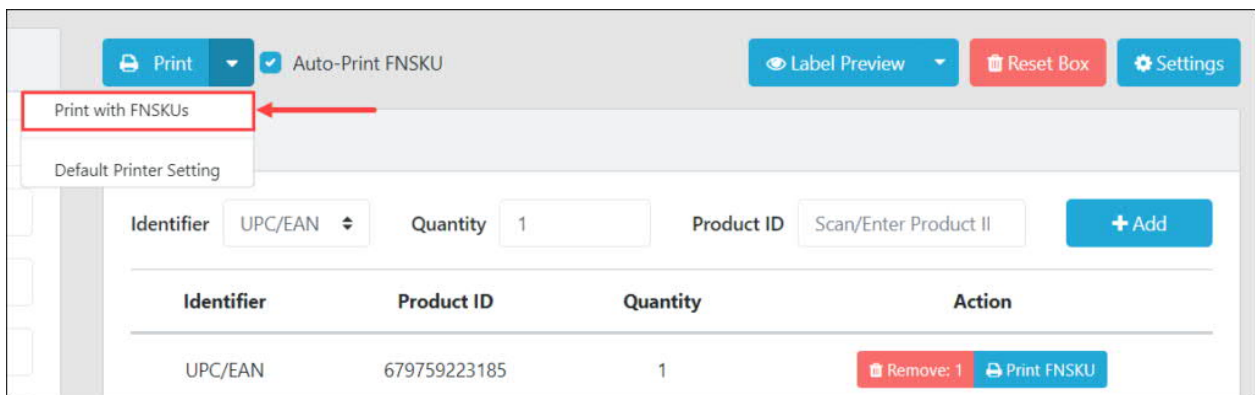 Print Auto-Print FNSKU Label Preview Reset Box Settings
Print with FNSKUs
Default Printer Setting
Identifier UPC/EAN Quantity 1 Product ID Scan/Enter Product II Add
Identifier Product ID Quantity Action
UPC/EAN 679759223185 1 Remove: 1 Print FNSKU